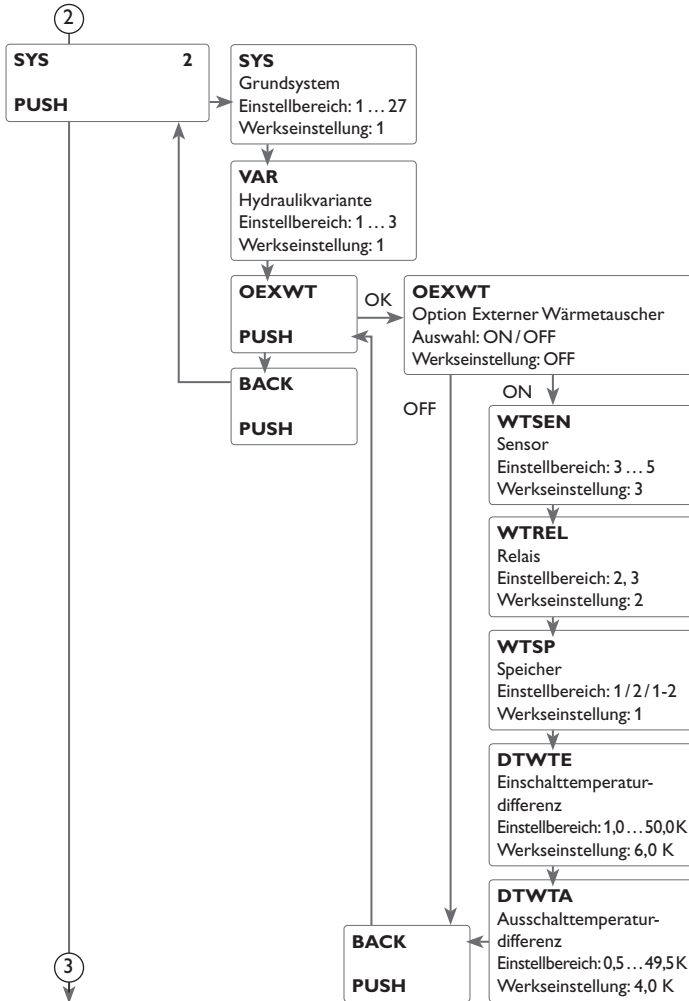 2
SYS 2
PUSH
SYS
Grundsystem
Einstellbereich: 1 … 27
Werkseinstellung: 1
VAR
Hydraulikvariante
Einstellbereich: 1 … 3
Werkseinstellung: 1
OEXWT
PUSH
OK
OEXWT
Option Externer Wärmetauscher
Auswahl: ON / OFF
Werkseinstellung: OFF
BACK
PUSH
OFF
ON
WTSEN
Sensor
Einstellbereich: 3 … 5
Werkseinstellung: 3
WTREL
Relais
Einstellbereich: 2, 3
Werkseinstellung: 2
WTSP
Speicher
Einstellbereich: 1 / 2 / 1-2
Werkseinstellung: 1
DTWTE
Einschalttemperatur-
differenz
Einstellbereich: 1,0 … 50,0 K
Werkseinstellung: 6,0 K
DTWTA
Ausschalttemperatur-
differenz
Einstellbereich: 0,5 … 49,5 K
Werkseinstellung: 4,0 K
BACK
PUSH
3